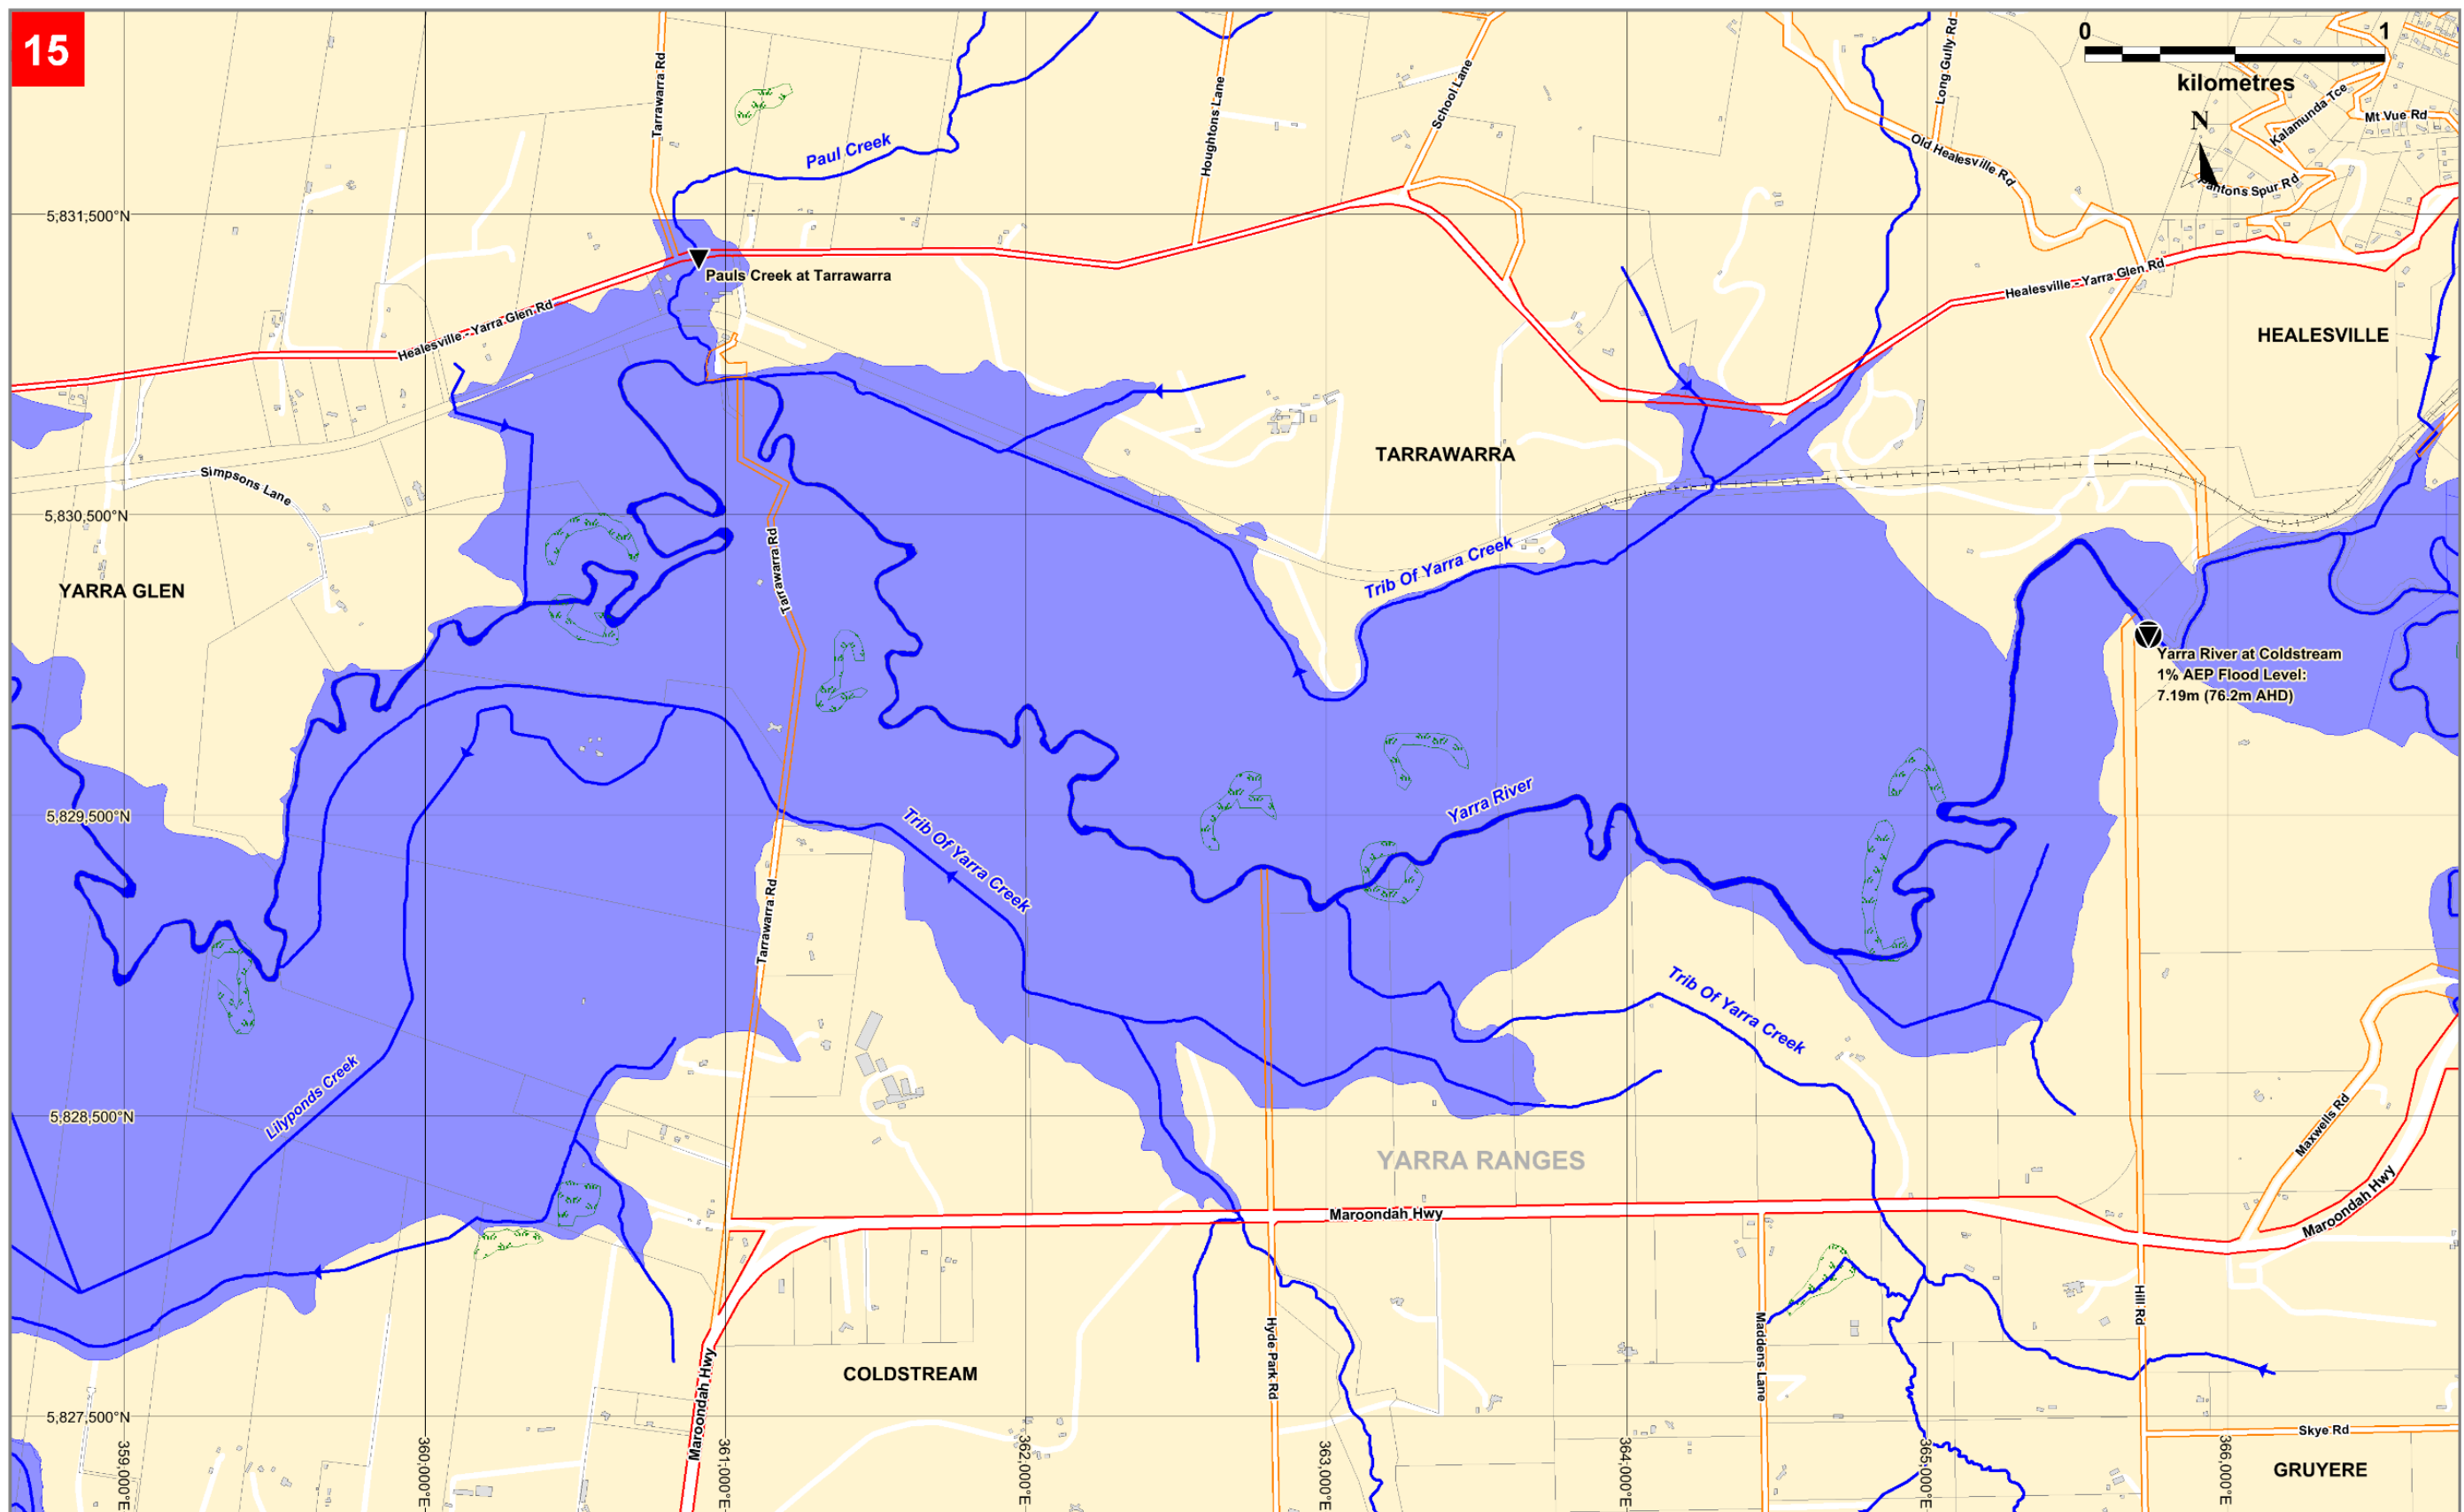 15
0 1
kilometres
N
Tarrawarra Rd
Houghtons Lane
School Lane
Long Gully Rd
Old Healesville Rd
Kalamunda Tce
Mt Vue Rd
Pantons Spur Rd
Paul Creek
5,831,500°N
Pauls Creek at Tarrawarra
Healesville - Yarra Glen Rd
Healesville - Yarra Glen Rd
HEALESVILLE
TARRAWARRA
Simpsons Lane
5,830,500°N
Tarrawarra Rd
Trib Of Yarra Creek
YARRA GLEN
Yarra River at Coldstream
1% AEP Flood Level:
7.19m (76.2m AHD)
Yarra River
5,829,500°N
Trib Of Yarra Creek
Tarrawarra Rd
Trib Of Yarra Creek
Lilyponds Creek
5,828,500°N
YARRA RANGES
Maxwells Rd
Maroondah Hwy
Maroondah Hwy
Maroondah Hwy
Hyde Park Rd
Maddens Lane
Hill Rd
COLDSTREAM
5,827,500°N
Skye Rd
GRUYERE
359,000°E
360,000°E
361,000°E
362,000°E
363,000°E
364,000°E
365,000°E
366,000°E